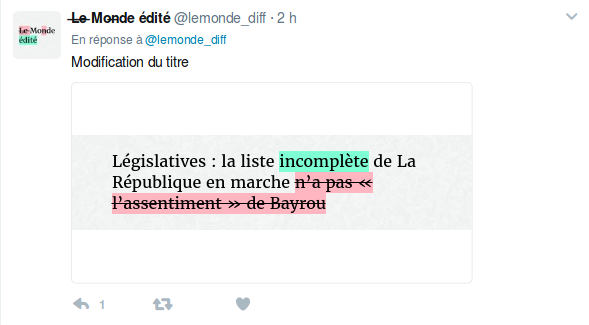 Le Monde
édité
Le Monde édité @lemonde_diff · 2 h
En réponse à @lemonde_diff
Modification du titre
Législatives : la liste incomplète de La
République en marche n’a pas «
l’assentiment » de Bayrou
1